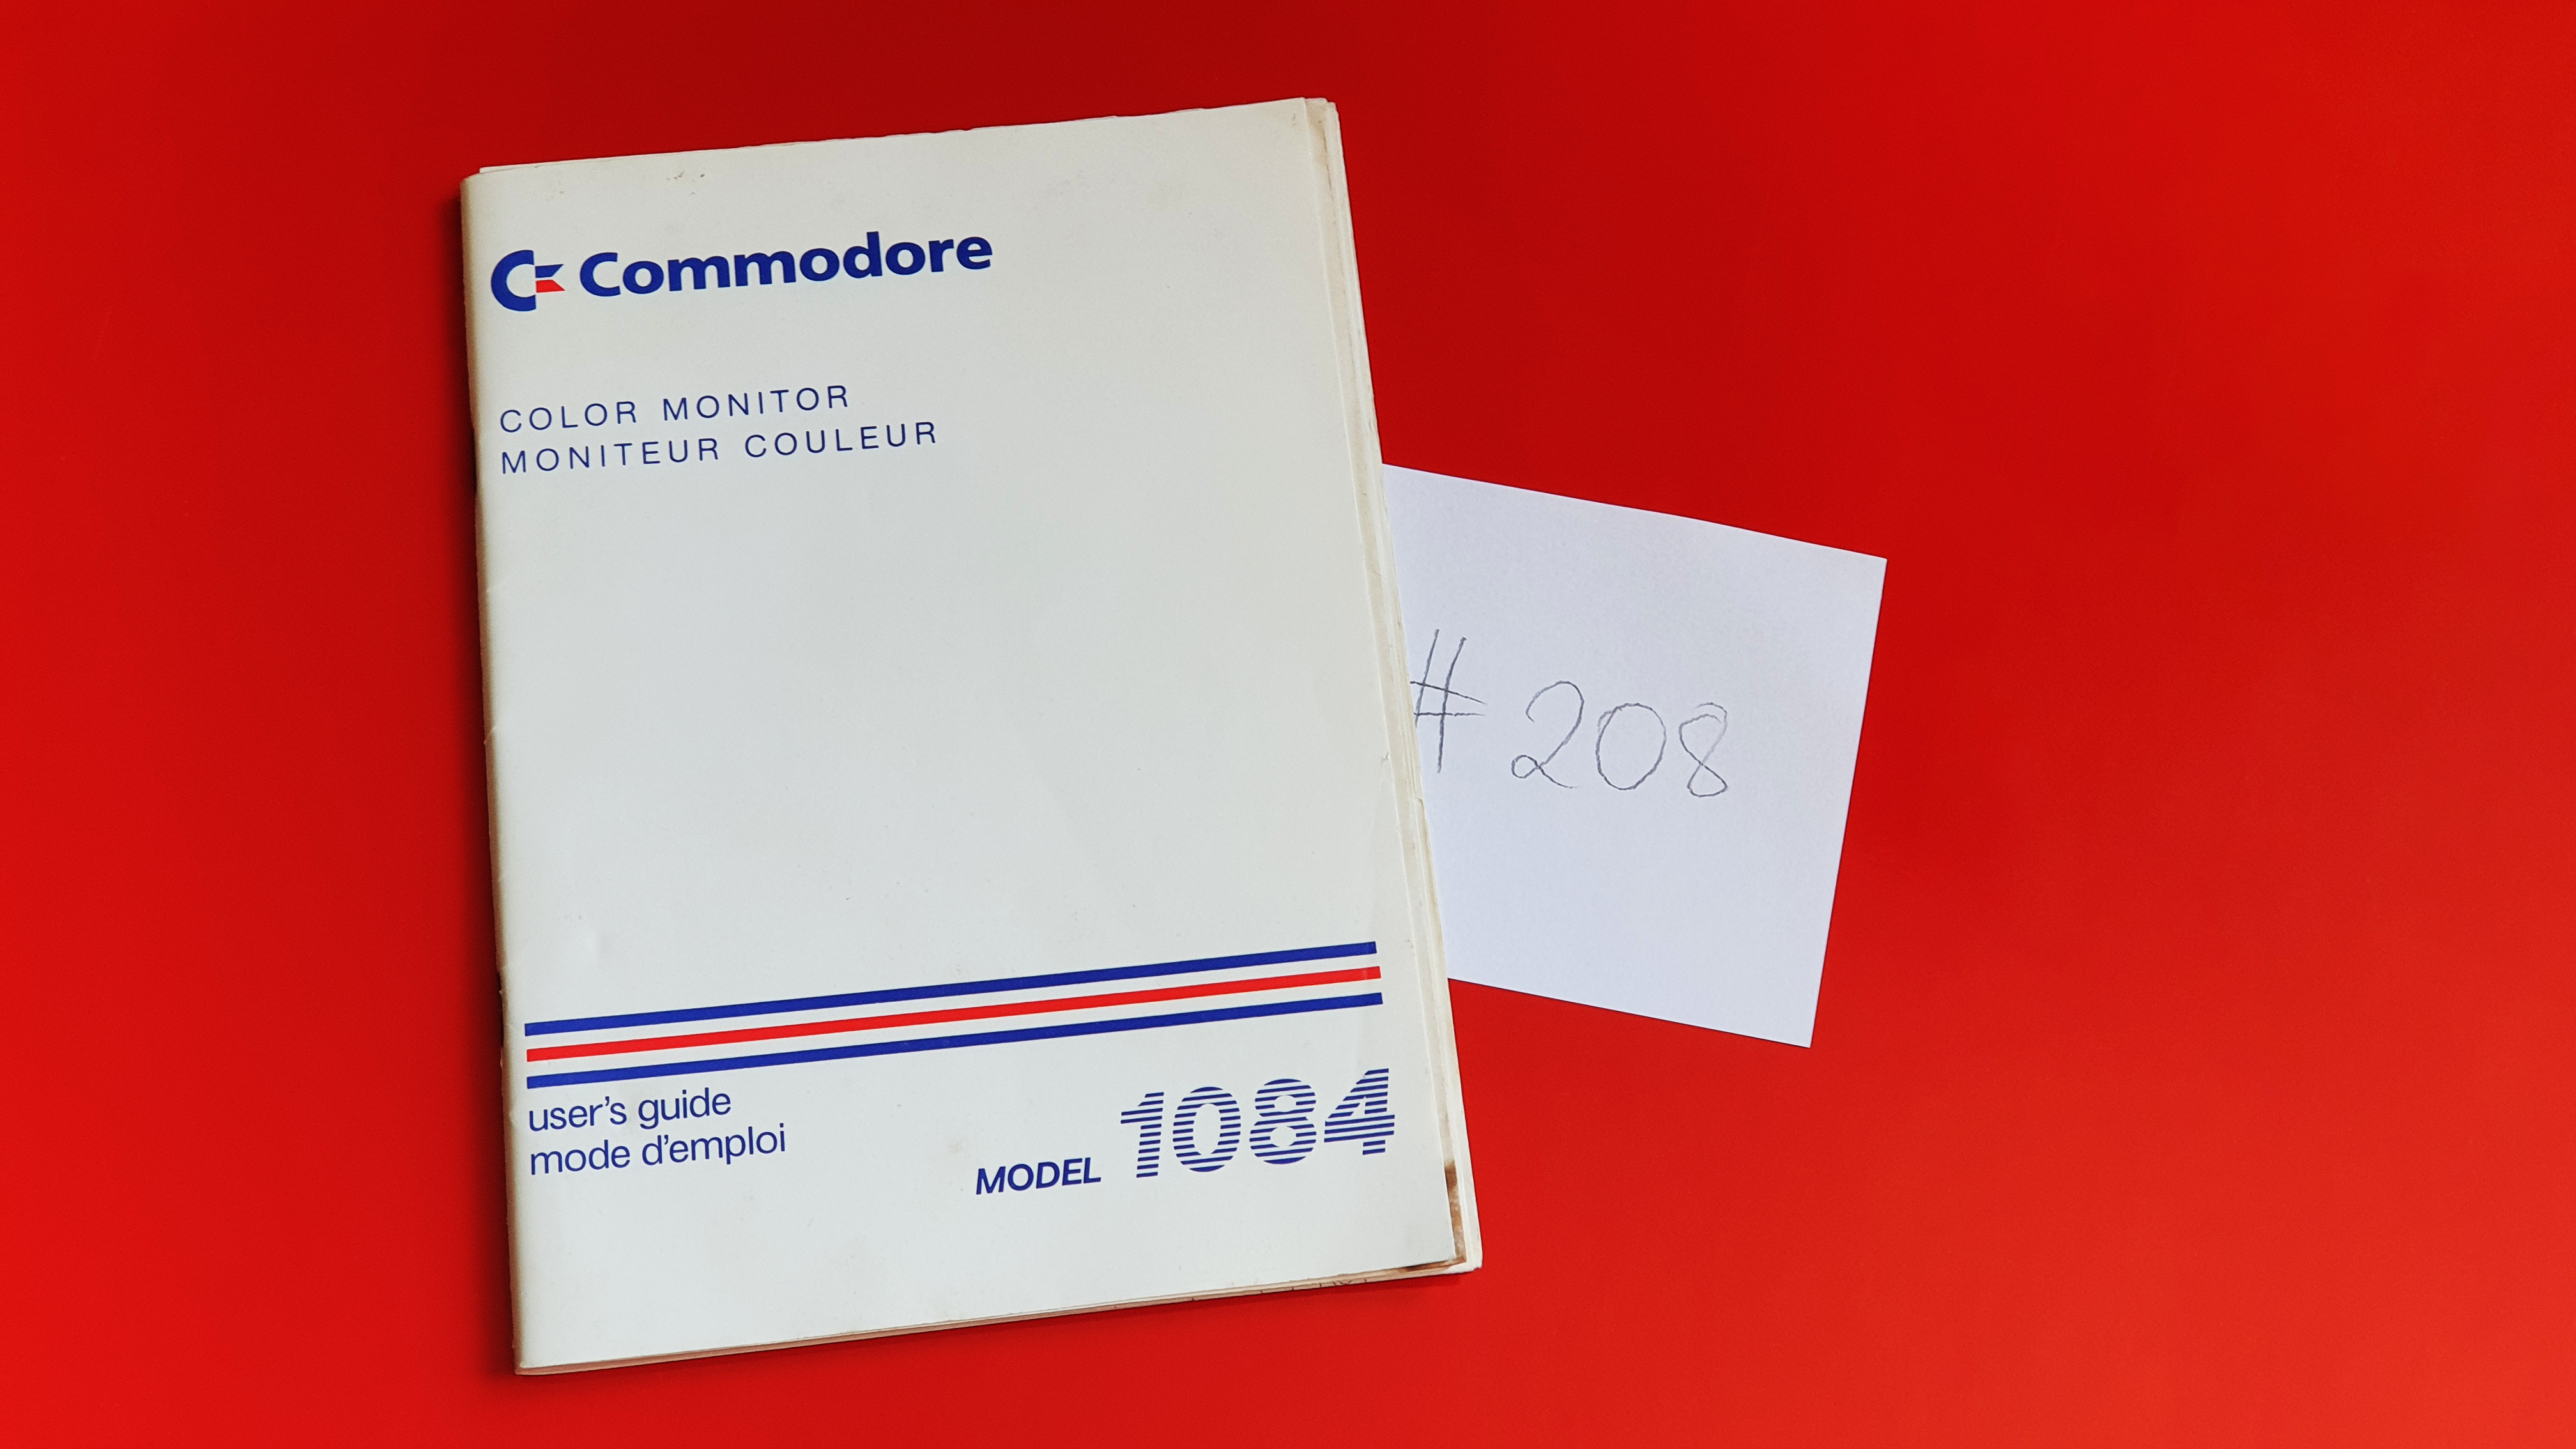 Commodore
COLOR MONITOR
MONITEUR COULEUR
# 208
user's guide
mode d'emploi
MODEL 1084